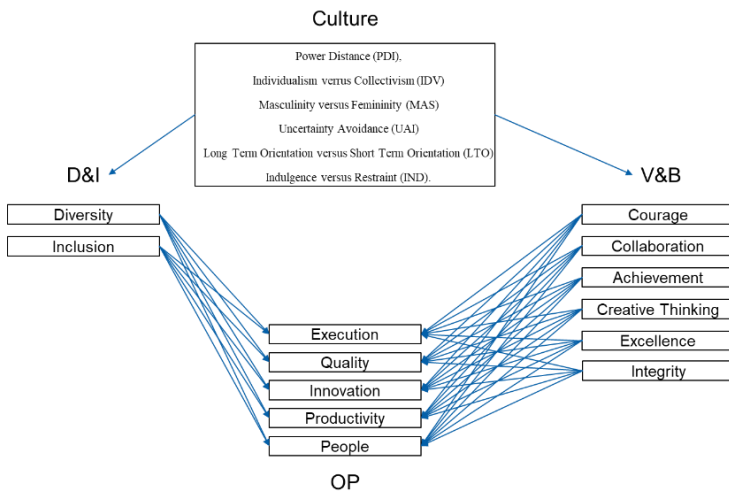 Culture
Power Distance (PDI),
Individualism verrus Collectivism (IDV)
Masculinity versus Femininity (MAS)
Uncertainty Avoidance (UAI)
Long Term Orientation versus Short Term Orientation (LTO)
Indulgence versus Restraint (IND).
D&I
Diversity
Inclusion
V&B
Courage
Collaboration
Achievement
Creative Thinking
Excellence
Integrity
Execution
Quality
Innovation
Productivity
People
OP